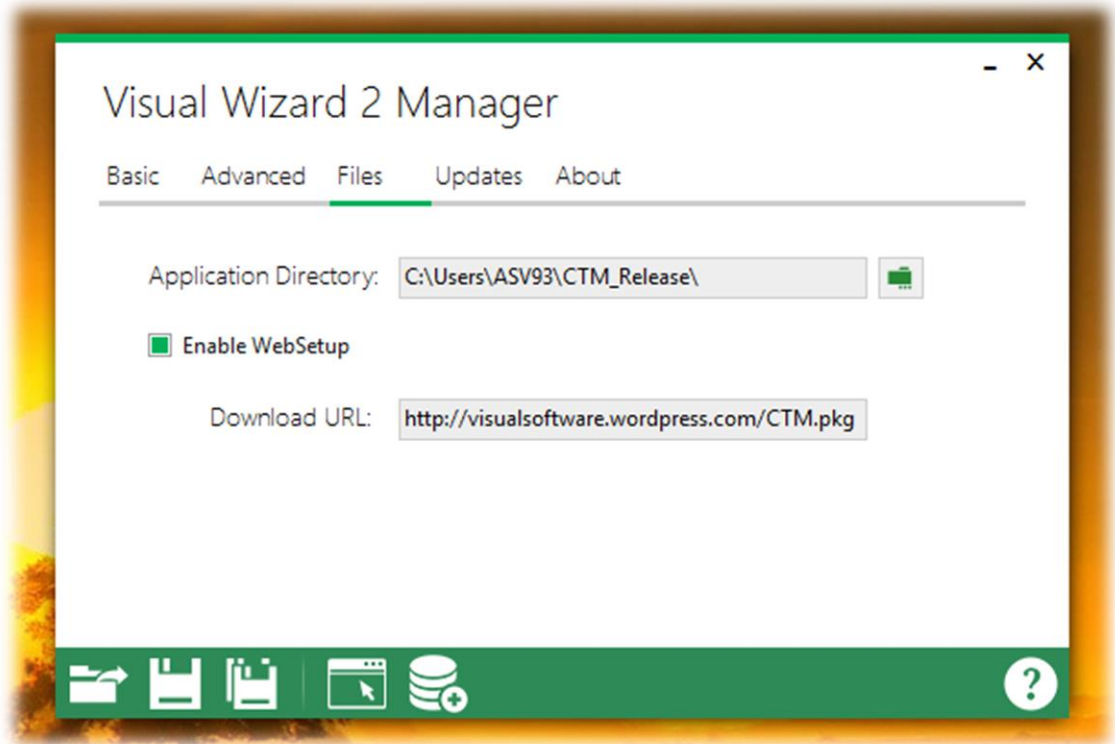 Visual Wizard 2 Manager
Basic Advanced Files Updates About
Application Directory: C:\Users\ASV93\CTM_Release\
Enable WebSetup
Download URL: http://visualsoftware.wordpress.com/CTM.pkg
?